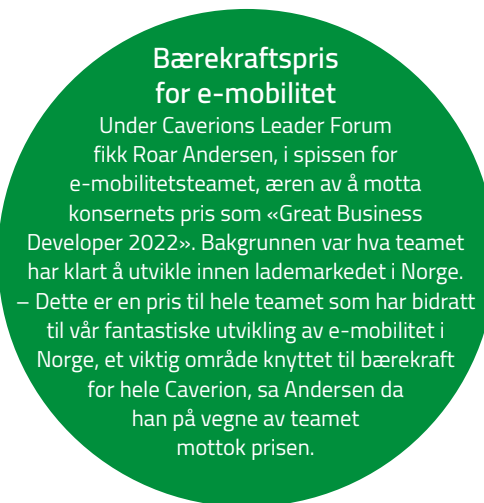 Bærekraftspris
for e-mobilitet
Under Caverions Leader Forum
fikk Roar Andersen, i spissen for
e-mobilitetsteamet, æren av å motta
konsernets pris som «Great Business
Developer 2022». Bakgrunnen var hva teamet
har klart å utvikle innen lademarkedet i Norge.
– Dette er en pris til hele teamet som har bidratt
til vår fantastiske utvikling av e-mobilitet i
Norge, et viktig område knyttet til bærekraft
for hele Caverion, sa Andersen da
han på vegne av teamet
mottok prisen.